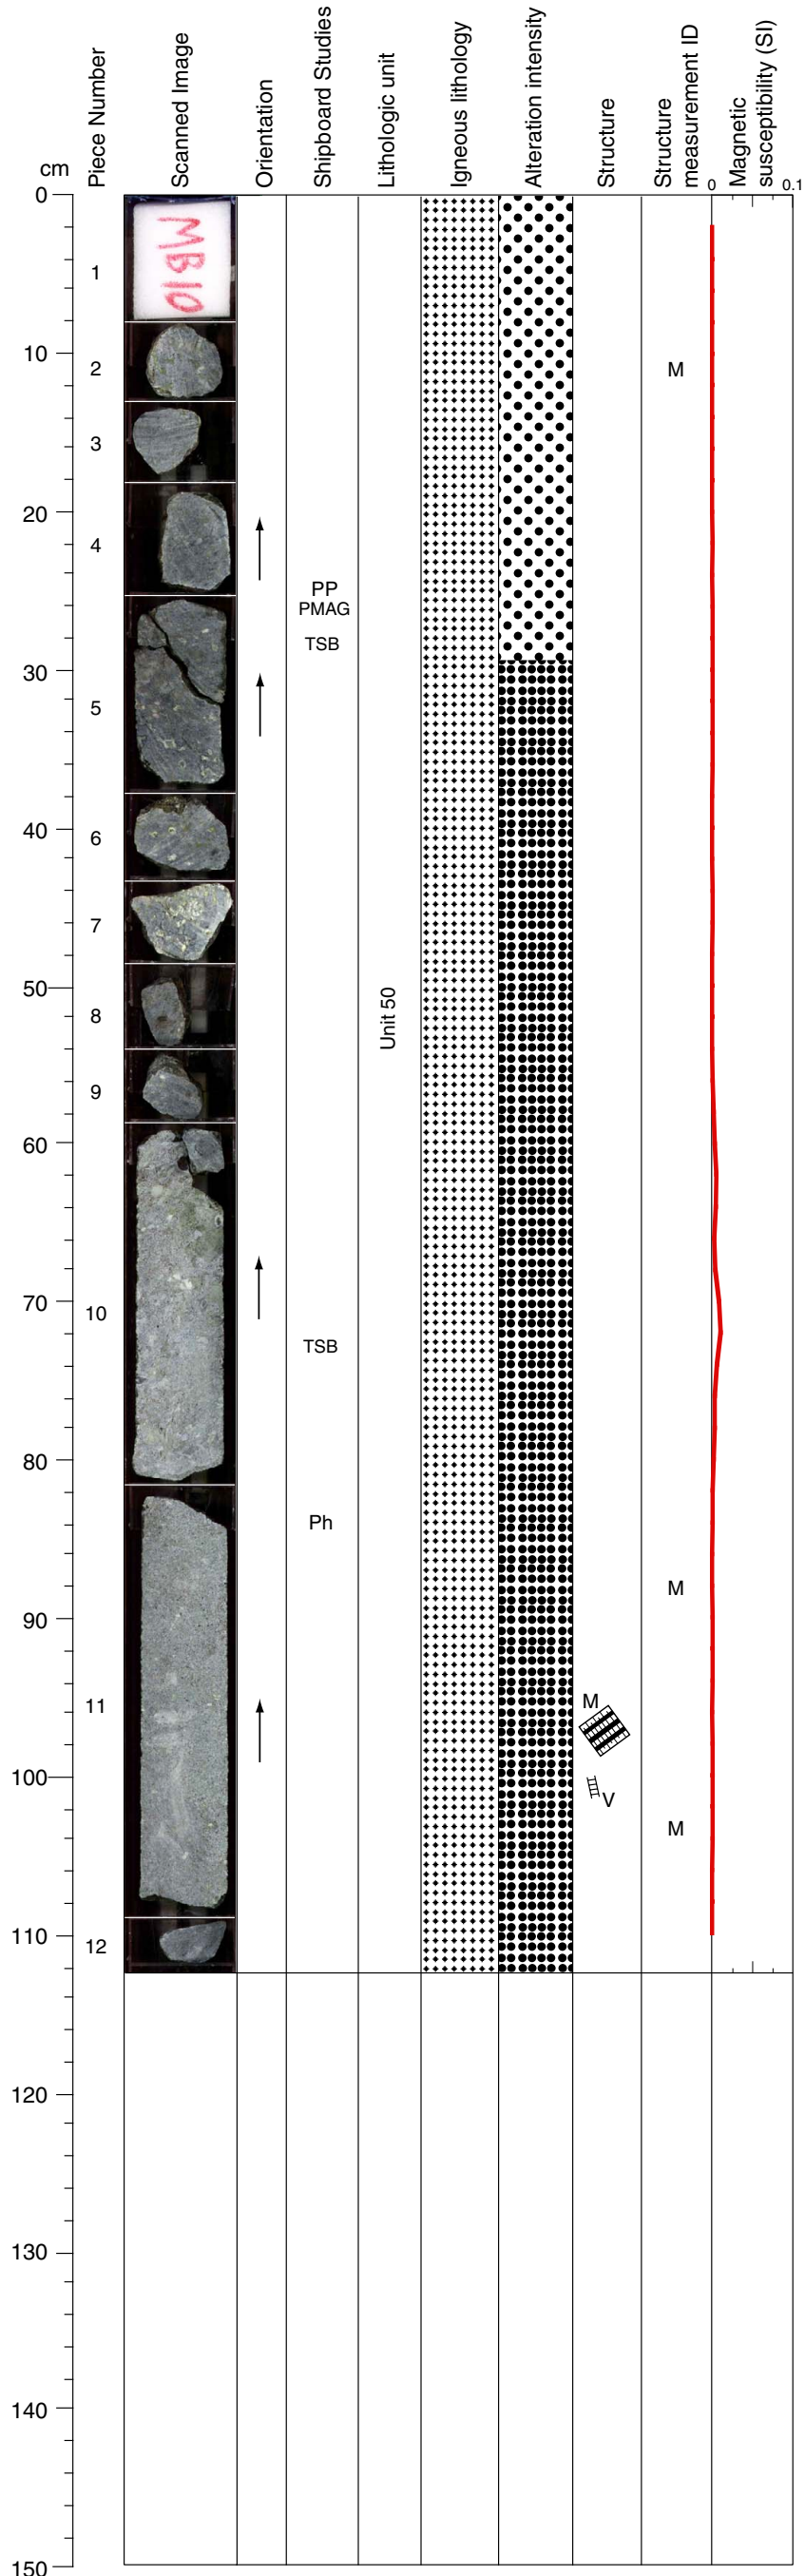 cm
Piece Number
Scanned Image
Orientation
Shipboard Studies
Lithologic unit
Igneous lithology
Alteration intensity
Structure
Structure
measurement ID
Magnetic
susceptibility (SI)
0
0.1
0
MB10
1
10
2
M
3
20
4
PP
PMAG
TSB
30
5
40
6
7
50
8
Unit 50
9
60
70
10
TSB
80
Ph
90
M
11
M
100
V
M
110
12
120
130
140
150